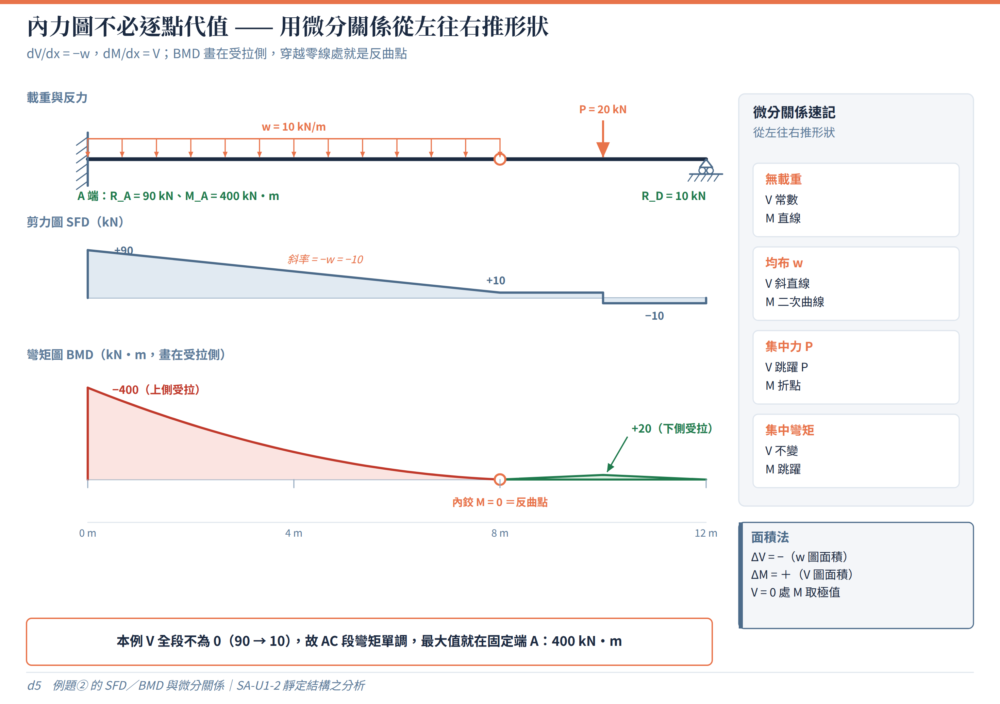 內力圖不必逐點代值 —— 用微分關係從左往右推形狀
dV/dx = −w，dM/dx = V；BMD 畫在受拉側，穿越零線處就是反曲點
載重與反力
P = 20 kN
w = 10 kN/m
A 端：R_A = 90 kN、M_A = 400 kN·m
R_D = 10 kN
剪力圖 SFD（kN）
+90
斜率 = −w = −10
+10
−10
彎矩圖 BMD（kN·m，畫在受拉側）
−400（上側受拉）
+20（下側受拉）
內鉸 M = 0 ＝反曲點
0 m
4 m
8 m
12 m
微分關係速記
從左往右推形狀
無載重
V 常數
M 直線
均布 w
V 斜直線
M 二次曲線
集中力 P
V 跳躍 P
M 折點
集中彎矩
V 不變
M 跳躍
面積法
ΔV = −（w 圖面積）
ΔM = ＋（V 圖面積）
V = 0 處 M 取極值
本例 V 全段不為 0（90 → 10），故 AC 段彎矩單調，最大值就在固定端 A：400 kN·m
d5　例題② 的 SFD／BMD 與微分關係｜SA-U1-2 靜定結構之分析